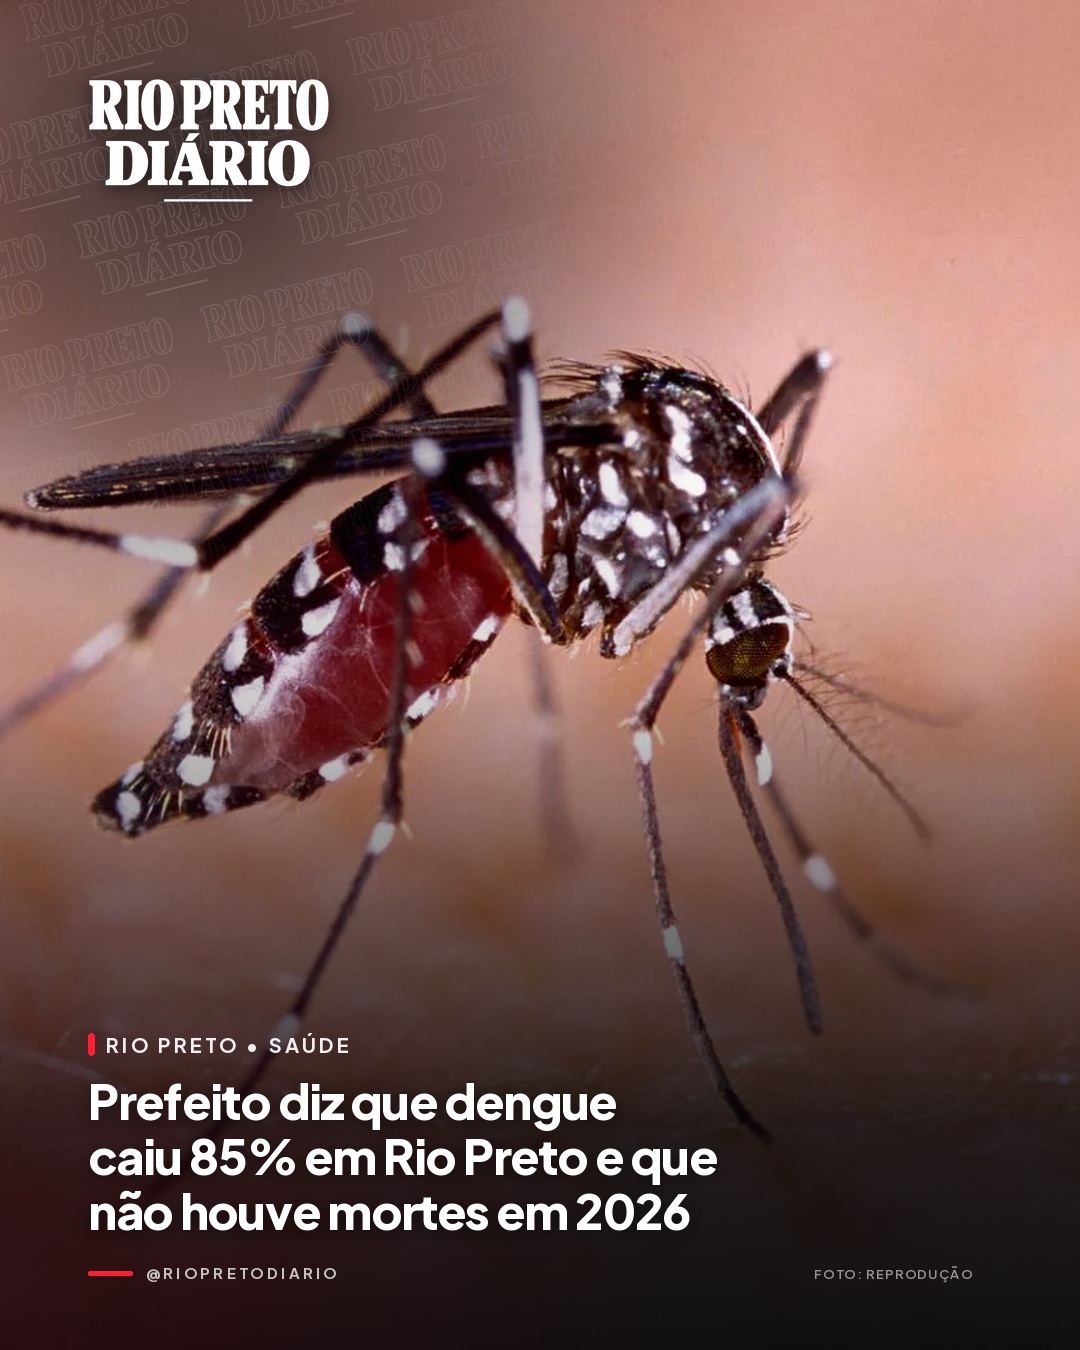 RIO PRETO
DIÁRIO
RIO PRETO • SAÚDE
Prefeito diz que dengue
caiu 85% em Rio Preto e que
não houve mortes em 2026
@RIOPRETODIARIO
FOTO: REPRODUÇÃO